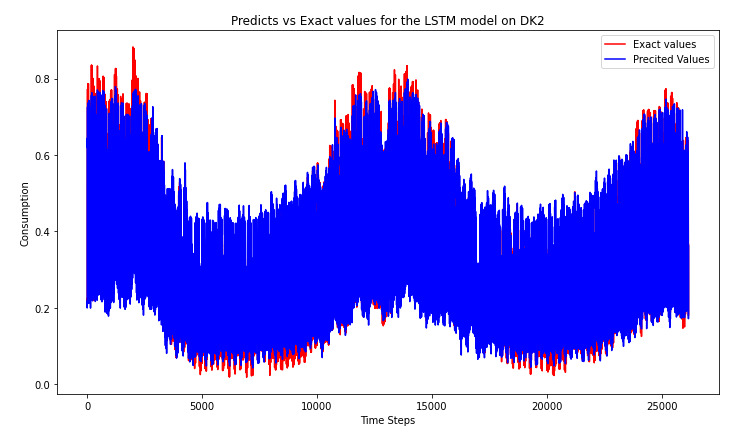 Predicts vs Exact values for the LSTM model on DK2
Exact values
Precited Values
Consumption
0.8
0.6
0.4
0.2
0.0
0 5000 10000 15000 20000 25000
Time Steps